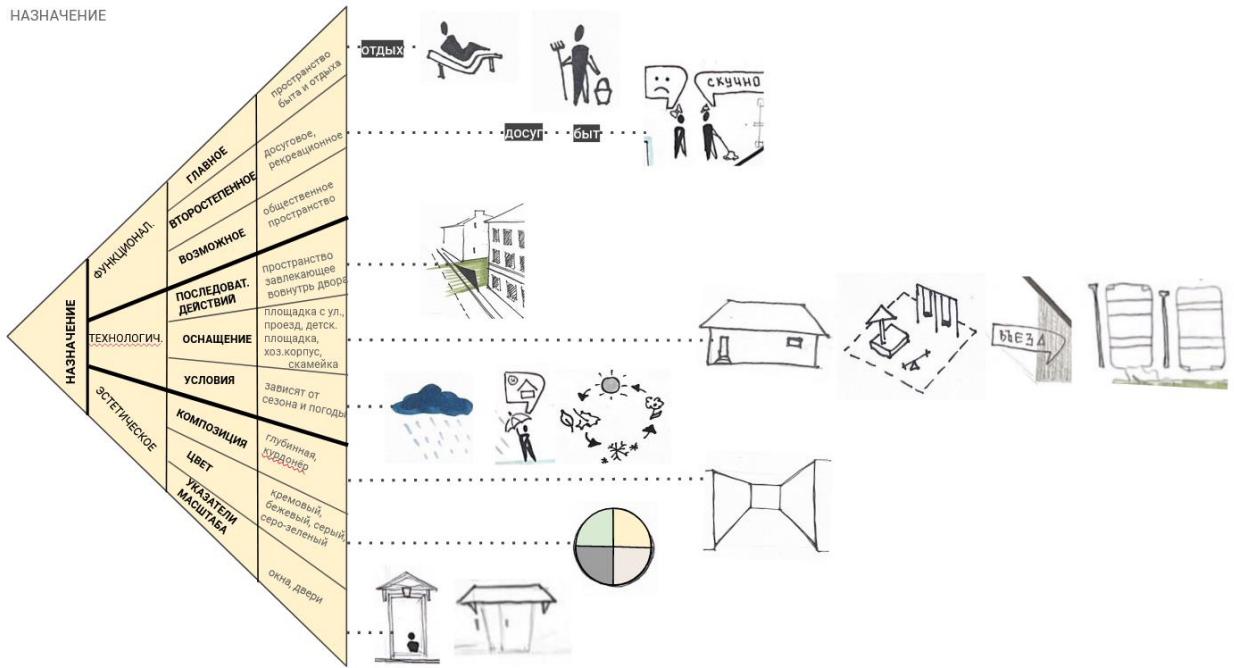 НАЗНАЧЕНИЕ
НАЗНАЧЕНИЕ
ФУНКЦИОНАЛ.
ГЛАВНОЕ
пространство
быта и отдыха
ВТОРОСТЕПЕННОЕ
досуговое,
рекреационное
ВОЗМОЖНОЕ
общественное
пространство
ТЕХНОЛОГИЧ.
ПОСЛЕДОВАТ.
ДЕЙСТВИЙ
пространство
завлекающее
вовнутрь двора
ОСНАЩЕНИЕ
площадка с ул.,
проезд, детск.
площадка,
хоз.корпус,
скамейка
УСЛОВИЯ
зависят от
сезона и погоды
ЭСТЕТИЧЕСКОЕ
КОМПОЗИЦИЯ
глубинная,
курдонёр
ЦВЕТ
кремовый,
бежевый, серый,
серо-зеленый
УКАЗАТЕЛИ
МАСШТАБА
окна, двери
отдых
досуг
быт
СКУЧНО
ВЪЕЗД